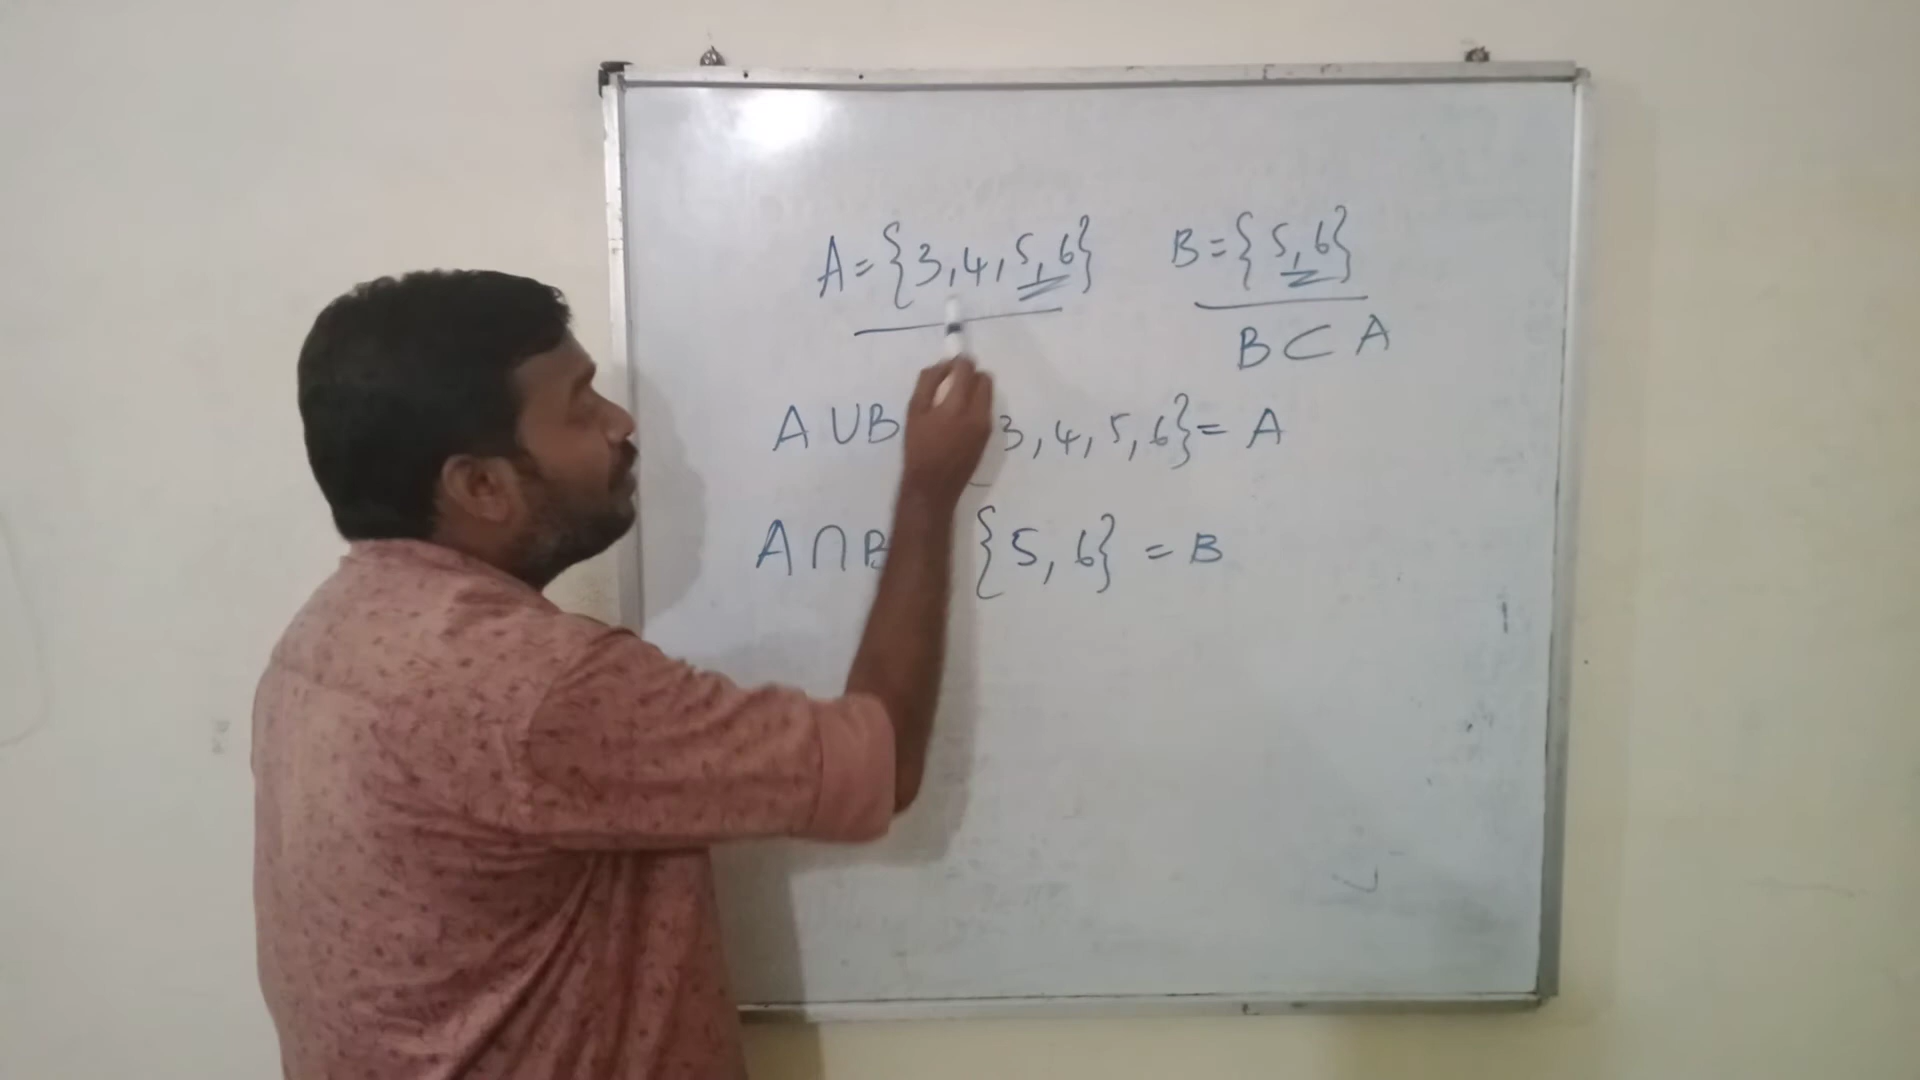 A = {3, 4, 5, 6} B = {5, 6}
B ⊂ A
A ∪ B 3, 4, 5, 6} = A
A ∩ B {5, 6} = B